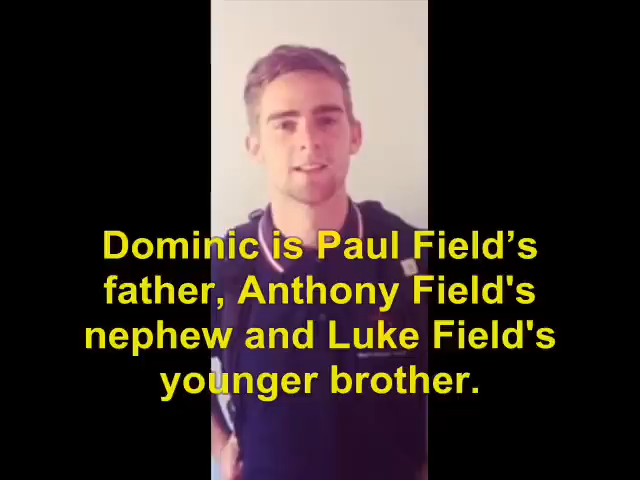 Dominic is Paul Field’s
father, Anthony Field's
nephew and Luke Field's
younger brother.